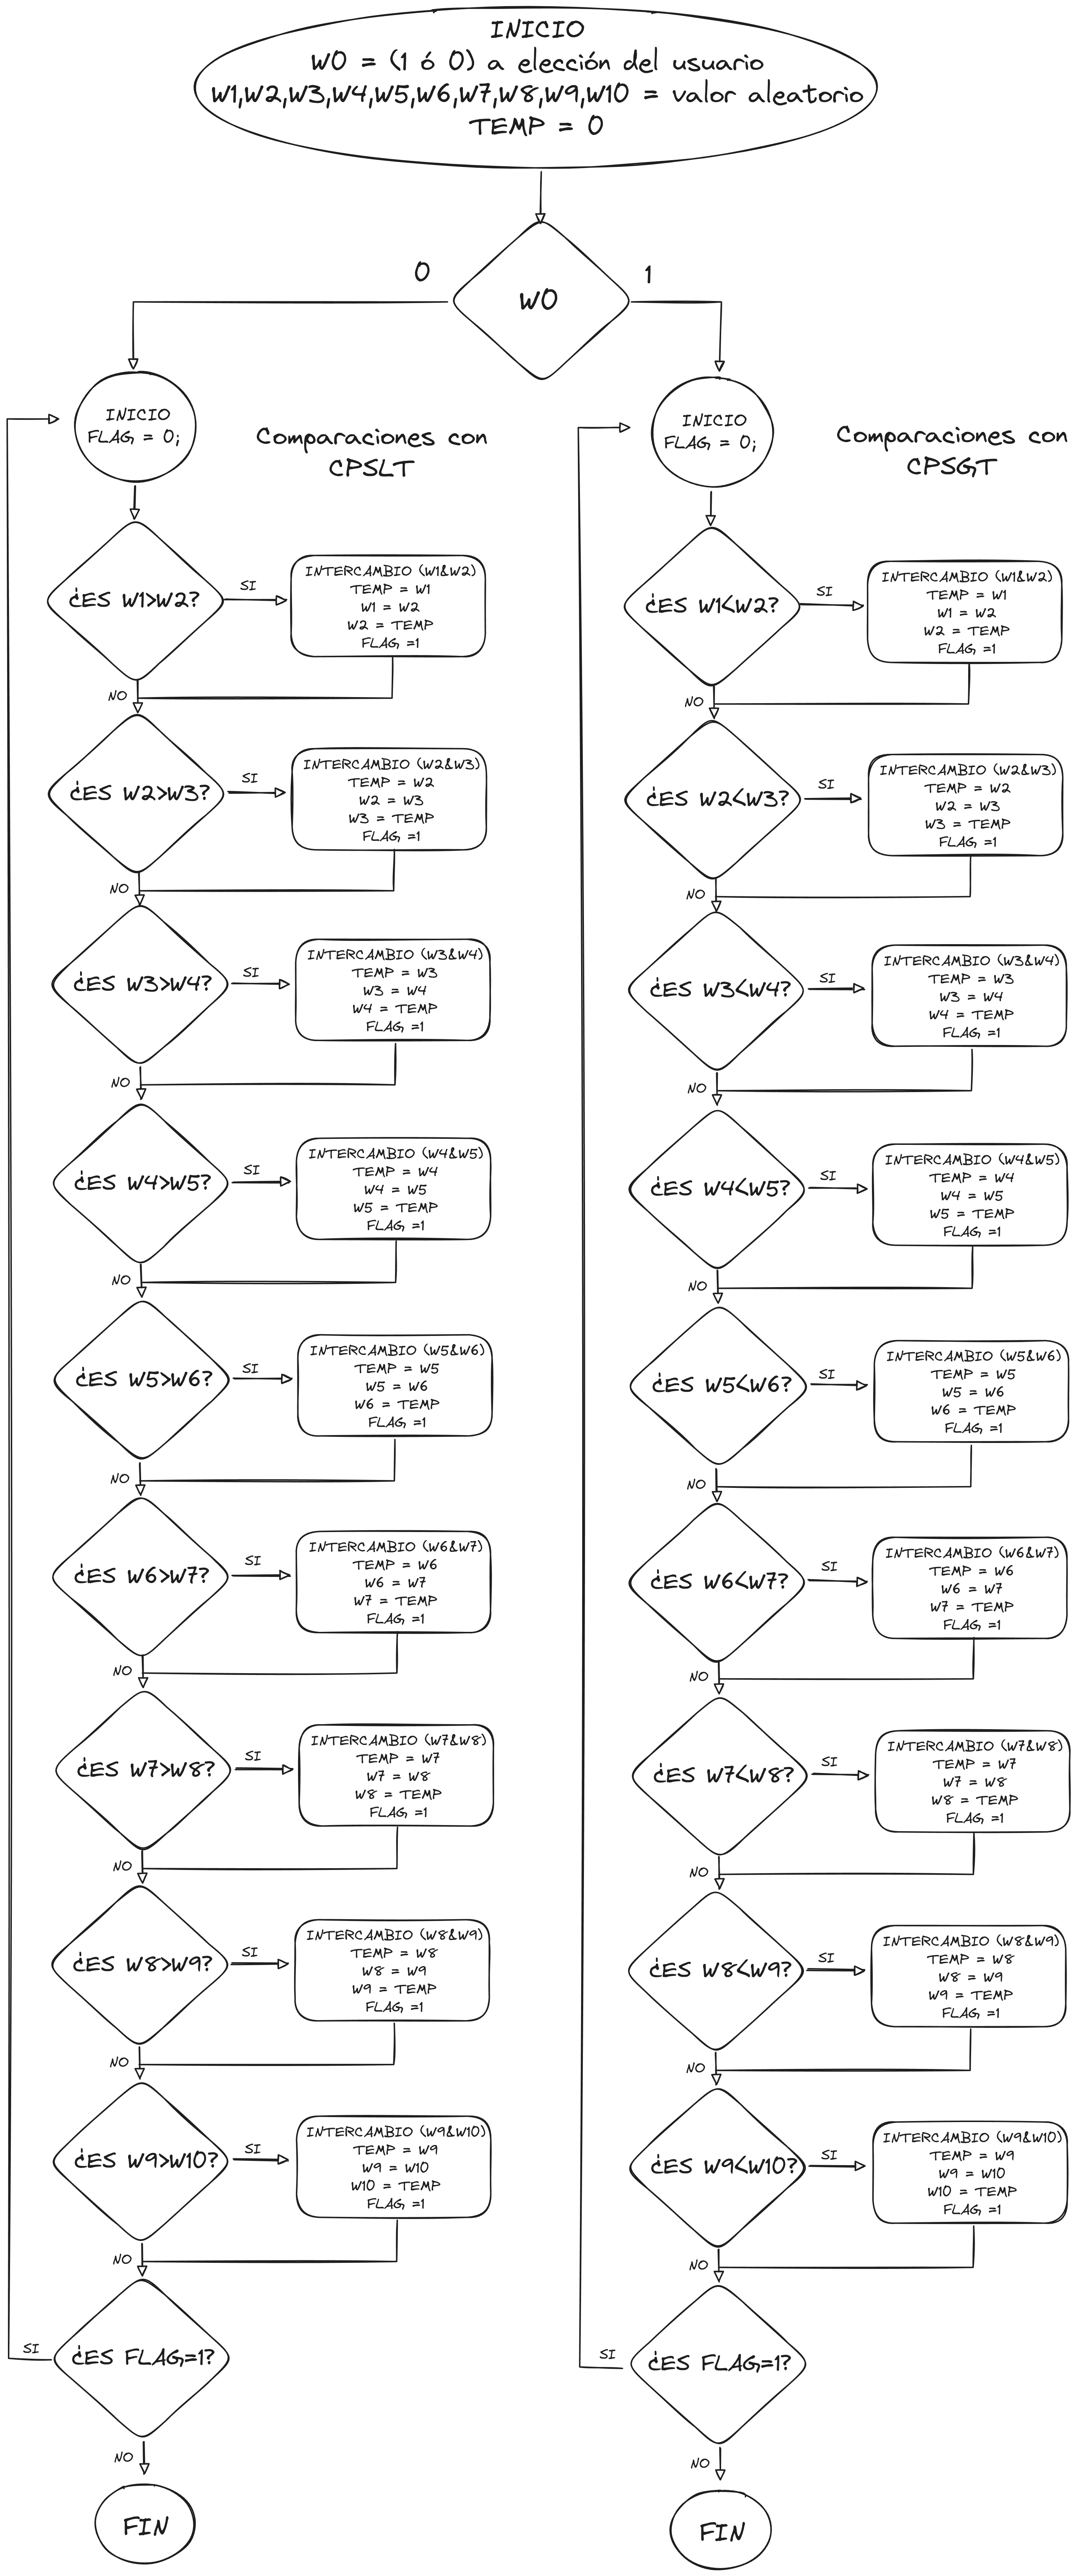 INICIO
W0 = (1 ó 0) a elección del usuario
W1,W2,W3,W4,W5,W6,W7,W8,W9,W10 = valor aleatorio
TEMP = 0
W0
0
1
INICIO
FLAG = 0;
Comparaciones con
CPSLT
¿ES W1>W2?
SI
INTERCAMBIO (W1&W2)
TEMP = W1
W1 = W2
W2 = TEMP
FLAG =1
NO
¿ES W2>W3?
SI
INTERCAMBIO (W2&W3)
TEMP = W2
W2 = W3
W3 = TEMP
FLAG =1
NO
¿ES W3>W4?
SI
INTERCAMBIO (W3&W4)
TEMP = W3
W3 = W4
W4 = TEMP
FLAG =1
NO
¿ES W4>W5?
SI
INTERCAMBIO (W4&W5)
TEMP = W4
W4 = W5
W5 = TEMP
FLAG =1
NO
¿ES W5>W6?
SI
INTERCAMBIO (W5&W6)
TEMP = W5
W5 = W6
W6 = TEMP
FLAG =1
NO
¿ES W6>W7?
SI
INTERCAMBIO (W6&W7)
TEMP = W6
W6 = W7
W7 = TEMP
FLAG =1
NO
¿ES W7>W8?
SI
INTERCAMBIO (W7&W8)
TEMP = W7
W7 = W8
W8 = TEMP
FLAG =1
NO
¿ES W8>W9?
SI
INTERCAMBIO (W8&W9)
TEMP = W8
W8 = W9
W9 = TEMP
FLAG =1
NO
¿ES W9>W10?
SI
INTERCAMBIO (W9&W10)
TEMP = W9
W9 = W10
W10 = TEMP
FLAG =1
NO
¿ES FLAG=1?
SI
NO
FIN
INICIO
FLAG = 0;
Comparaciones con
CPSGT
¿ES W1<W2?
SI
INTERCAMBIO (W1&W2)
TEMP = W1
W1 = W2
W2 = TEMP
FLAG =1
NO
¿ES W2<W3?
SI
INTERCAMBIO (W2&W3)
TEMP = W2
W2 = W3
W3 = TEMP
FLAG =1
NO
¿ES W3<W4?
SI
INTERCAMBIO (W3&W4)
TEMP = W3
W3 = W4
W4 = TEMP
FLAG =1
NO
¿ES W4<W5?
SI
INTERCAMBIO (W4&W5)
TEMP = W4
W4 = W5
W5 = TEMP
FLAG =1
NO
¿ES W5<W6?
SI
INTERCAMBIO (W5&W6)
TEMP = W5
W5 = W6
W6 = TEMP
FLAG =1
NO
¿ES W6<W7?
SI
INTERCAMBIO (W6&W7)
TEMP = W6
W6 = W7
W7 = TEMP
FLAG =1
NO
¿ES W7<W8?
SI
INTERCAMBIO (W7&W8)
TEMP = W7
W7 = W8
W8 = TEMP
FLAG =1
NO
¿ES W8<W9?
SI
INTERCAMBIO (W8&W9)
TEMP = W8
W8 = W9
W9 = TEMP
FLAG =1
NO
¿ES W9<W10?
SI
INTERCAMBIO (W9&W10)
TEMP = W9
W9 = W10
W10 = TEMP
FLAG =1
NO
¿ES FLAG=1?
SI
NO
FIN